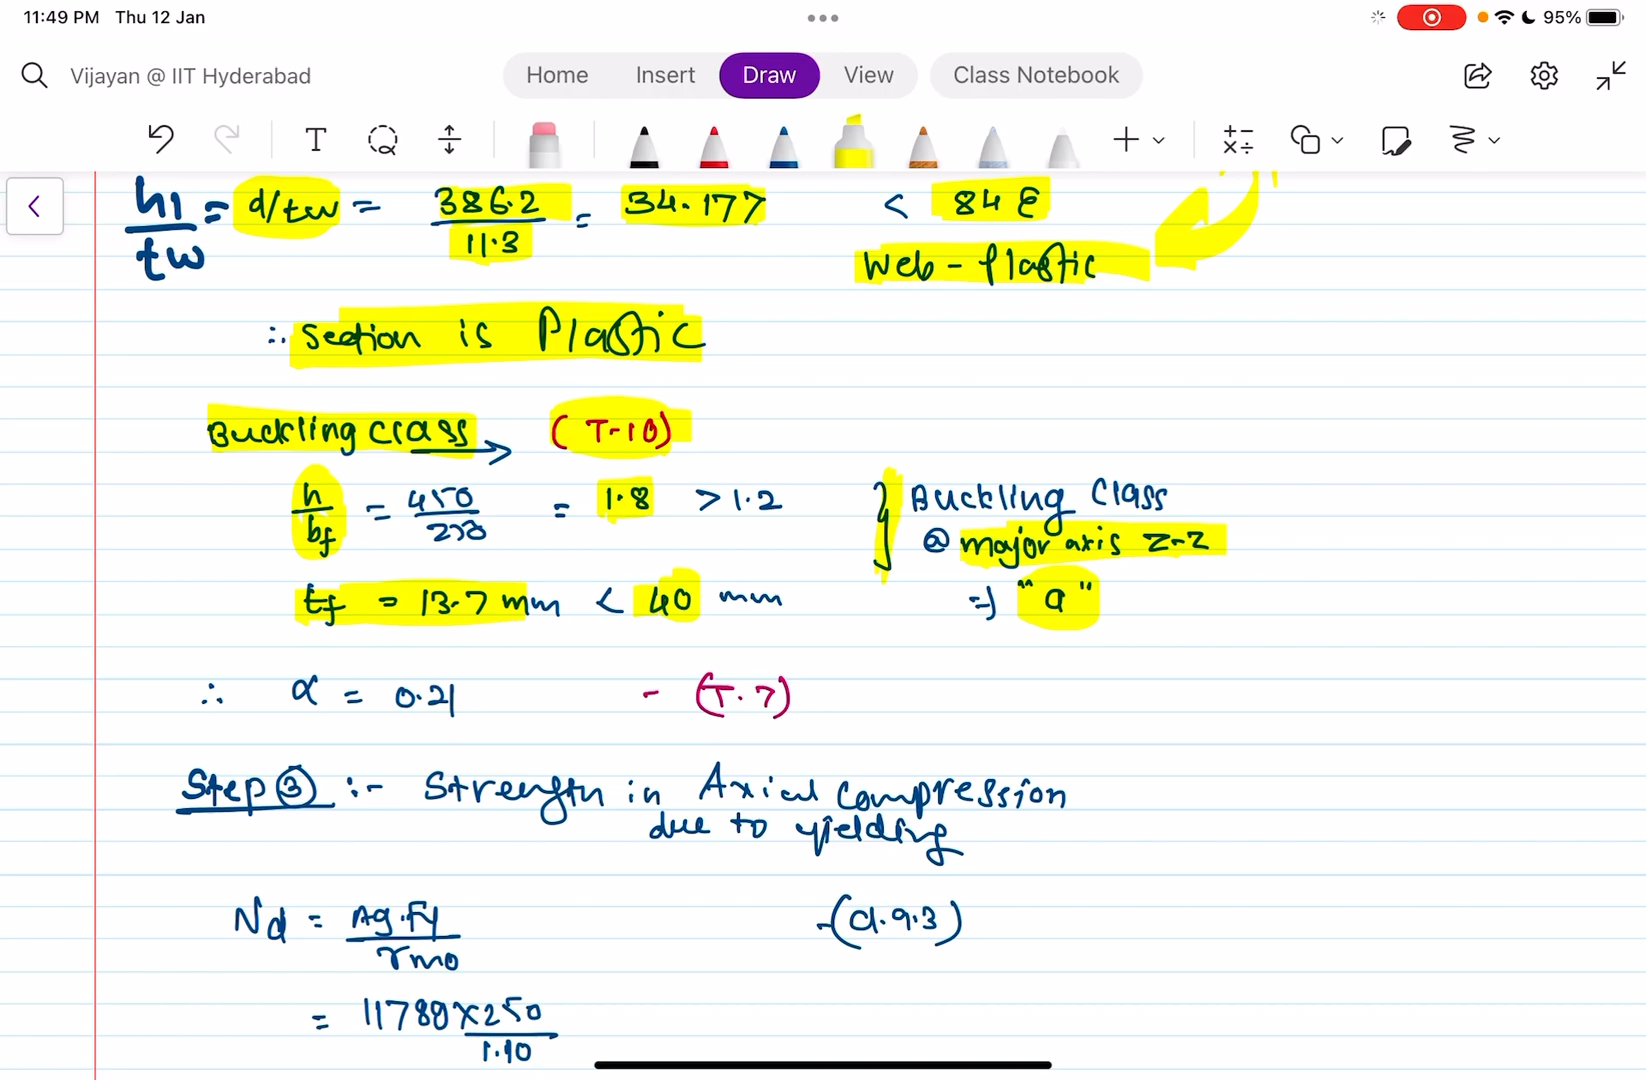 11:49 PM Thu 12 Jan
95%
Vijayan @ IIT Hyderabad
Home Insert Draw View Class Notebook
h1/tw = d/tw = 386.2/11.3 = 34.177 < 84 ε
Web - Plastic
∴ Section is Plastic
Buckling Class → (T-10)
h/bf = 450/250 = 1.8 > 1.2 } Buckling Class
@ major axis z-z
tf = 13.7 mm < 40 mm ⇒ "a"
∴ α = 0.21 - (T.7)
Step ③ :- Strength in Axial Compression
due to yielding
Nd = Ag.Fy/γmo -(cl.9.3)
= 11789×250/1.10